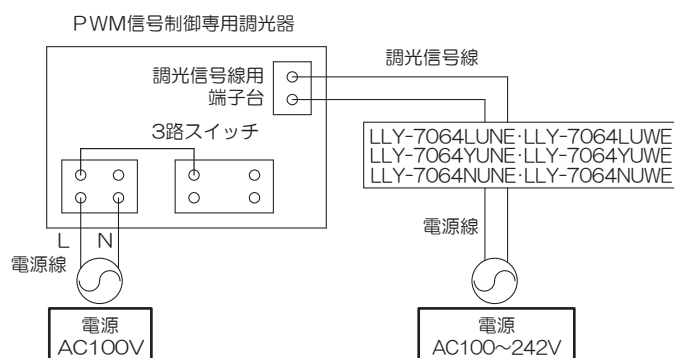 PWM信号制御専用調光器
調光信号線用
端子台
調光信号線
3路スイッチ
LLY-7064LUNE・LLY-7064LUWE
LLY-7064YUNE・LLY-7064YUWE
LLY-7064NUNE・LLY-7064NUWE
L N
電源線
電源線
電源
AC100V
電源
AC100〜242V